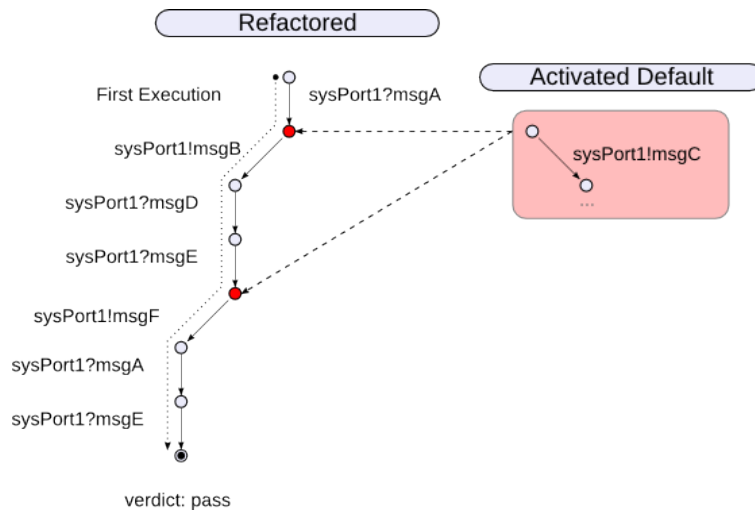 Refactored
Activated Default
First Execution
sysPort1?msgA
sysPort1!msgB
sysPort1!msgC
...
sysPort1?msgD
sysPort1?msgE
sysPort1!msgF
sysPort1?msgA
sysPort1?msgE
verdict: pass